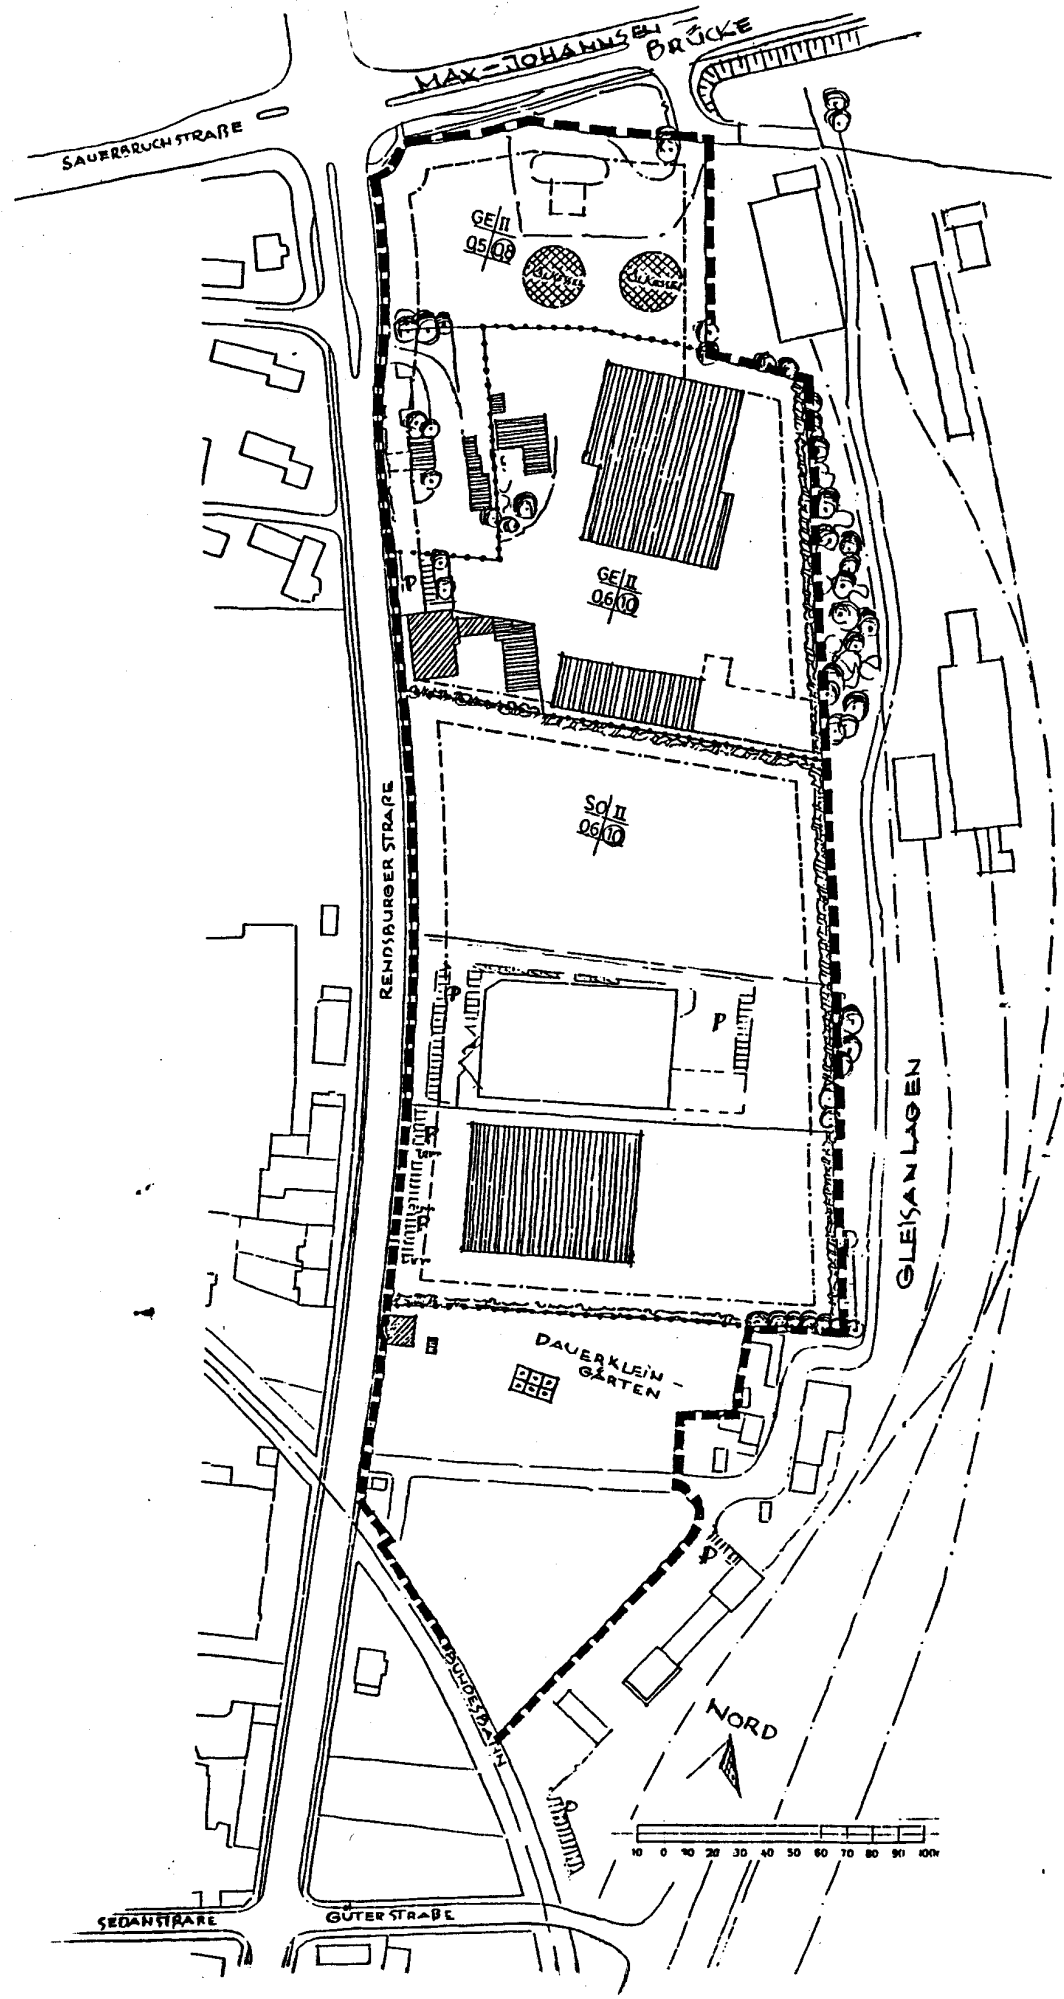 MAX-JOHANNSEN-
BRÜCKE
SAUERBRUCHSTRAßE
GE II
05 08
GE II
06 10
P
SO II
06 10
RENDSBURGER STRAßE
P
P
GLEISANLAGEN
P
P
DAUERKLEIN-
GÄRTEN
P
BUNDESBAHN
NORD
10 0 10 20 30 40 50 60 70 80 90 100m
SEDANSTRAßE
GÜTERSTRAßE